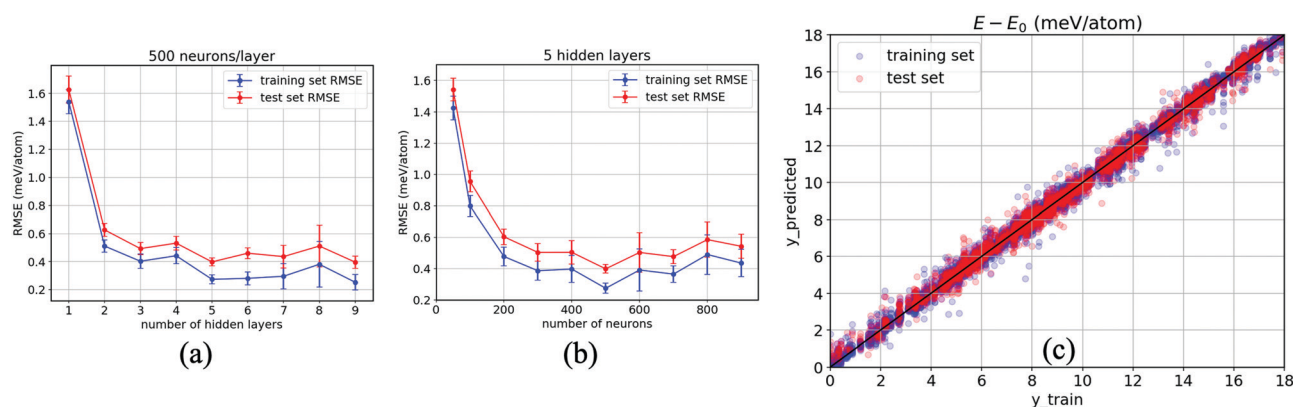 500 neurons/layer
training set RMSE
test set RMSE
RMSE (meV/atom)
1.6
1.4
1.2
1.0
0.8
0.6
0.4
0.2
1 2 3 4 5 6 7 8 9
number of hidden layers
(a)
5 hidden layers
training set RMSE
test set RMSE
RMSE (meV/atom)
1.6
1.4
1.2
1.0
0.8
0.6
0.4
0.2
200 400 600 800
number of neurons
(b)
E − E₀ (meV/atom)
training set
test set
y_predicted
18
16
14
12
10
8
6
4
2
0
0 2 4 6 8 10 12 14 16 18
y_train
(c)